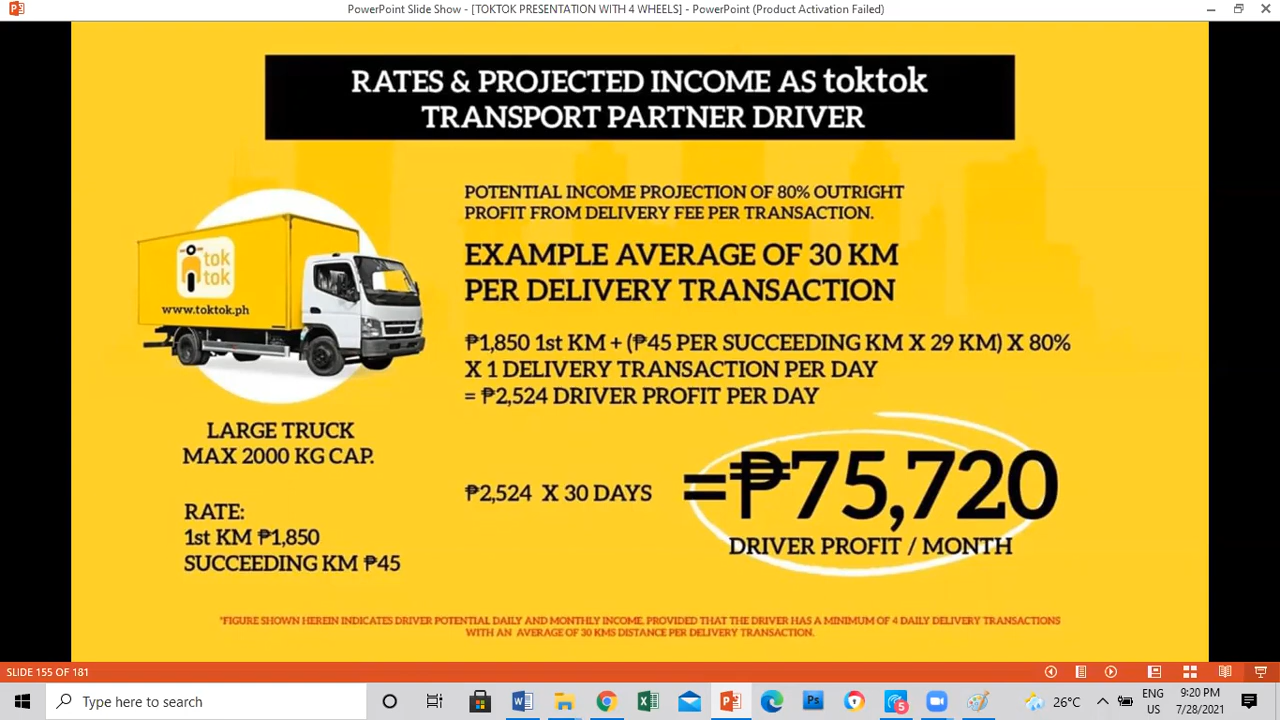 PowerPoint Slide Show - [TOKTOK PRESENTATION WITH 4 WHEELS] - PowerPoint (Product Activation Failed)
RATES & PROJECTED INCOME AS toktok
TRANSPORT PARTNER DRIVER
POTENTIAL INCOME PROJECTION OF 80% OUTRIGHT
PROFIT FROM DELIVERY FEE PER TRANSACTION.
EXAMPLE AVERAGE OF 30 KM
PER DELIVERY TRANSACTION
₱1,850 1st KM + (₱45 PER SUCCEEDING KM X 29 KM) X 80%
X 1 DELIVERY TRANSACTION PER DAY
= ₱2,524 DRIVER PROFIT PER DAY
tok
tok
www.toktok.ph
LARGE TRUCK
MAX 2000 KG CAP.
RATE:
1st KM ₱1,850
SUCCEEDING KM ₱45
₱2,524 X 30 DAYS
=₱75,720
DRIVER PROFIT / MONTH
*FIGURE SHOWN HEREIN INDICATES DRIVER POTENTIAL DAILY AND MONTHLY INCOME, PROVIDED THAT THE DRIVER HAS A MINIMUM OF 4 DAILY DELIVERY TRANSACTIONS
WITH AN AVERAGE OF 30 KMS DISTANCE PER DELIVERY TRANSACTION.
SLIDE 155 OF 181
Type here to search
5
26°C
ENG
US
9:20 PM
7/28/2021